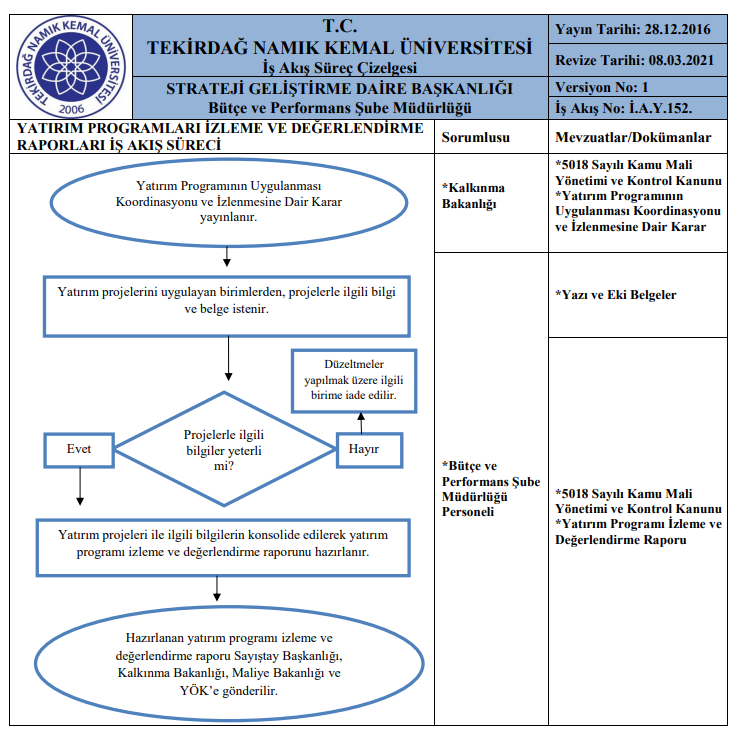 TEKİRDAĞ NAMIK KEMAL ÜNİVERSİTESİ
2006
T.C.
TEKİRDAĞ NAMIK KEMAL ÜNİVERSİTESİ
İş Akış Süreç Çizelgesi
STRATEJİ GELİŞTİRME DAİRE BAŞKANLIĞI
Bütçe ve Performans Şube Müdürlüğü
Yayın Tarihi: 28.12.2016
Revize Tarihi: 08.03.2021
Versiyon No: 1
İş Akış No: İ.A.Y.152.
YATIRIM PROGRAMLARI İZLEME VE DEĞERLENDİRME
RAPORLARI İŞ AKIŞ SÜRECİ
Sorumlusu
Mevzuatlar/Dokümanlar
Yatırım Programının Uygulanması
Koordinasyonu ve İzlenmesine Dair Karar
yayınlanır.
*Kalkınma
Bakanlığı
*5018 Sayılı Kamu Mali
Yönetimi ve Kontrol Kanunu
*Yatırım Programının
Uygulanması Koordinasyonu
ve İzlenmesine Dair Karar
Yatırım projelerini uygulayan birimlerden, projelerle ilgili bilgi
ve belge istenir.
*Yazı ve Eki Belgeler
Düzeltmeler
yapılmak üzere ilgili
birime iade edilir.
Projelerle ilgili
bilgiler yeterli
mi?
Evet
Hayır
*Bütçe ve
Performans Şube
Müdürlüğü
Personeli
*5018 Sayılı Kamu Mali
Yönetimi ve Kontrol Kanunu
*Yatırım Programı İzleme ve
Değerlendirme Raporu
Yatırım projeleri ile ilgili bilgilerin konsolide edilerek yatırım
programı izleme ve değerlendirme raporunu hazırlanır.
Hazırlanan yatırım programı izleme ve
değerlendirme raporu Sayıştay Başkanlığı,
Kalkınma Bakanlığı, Maliye Bakanlığı ve
YÖK'e gönderilir.